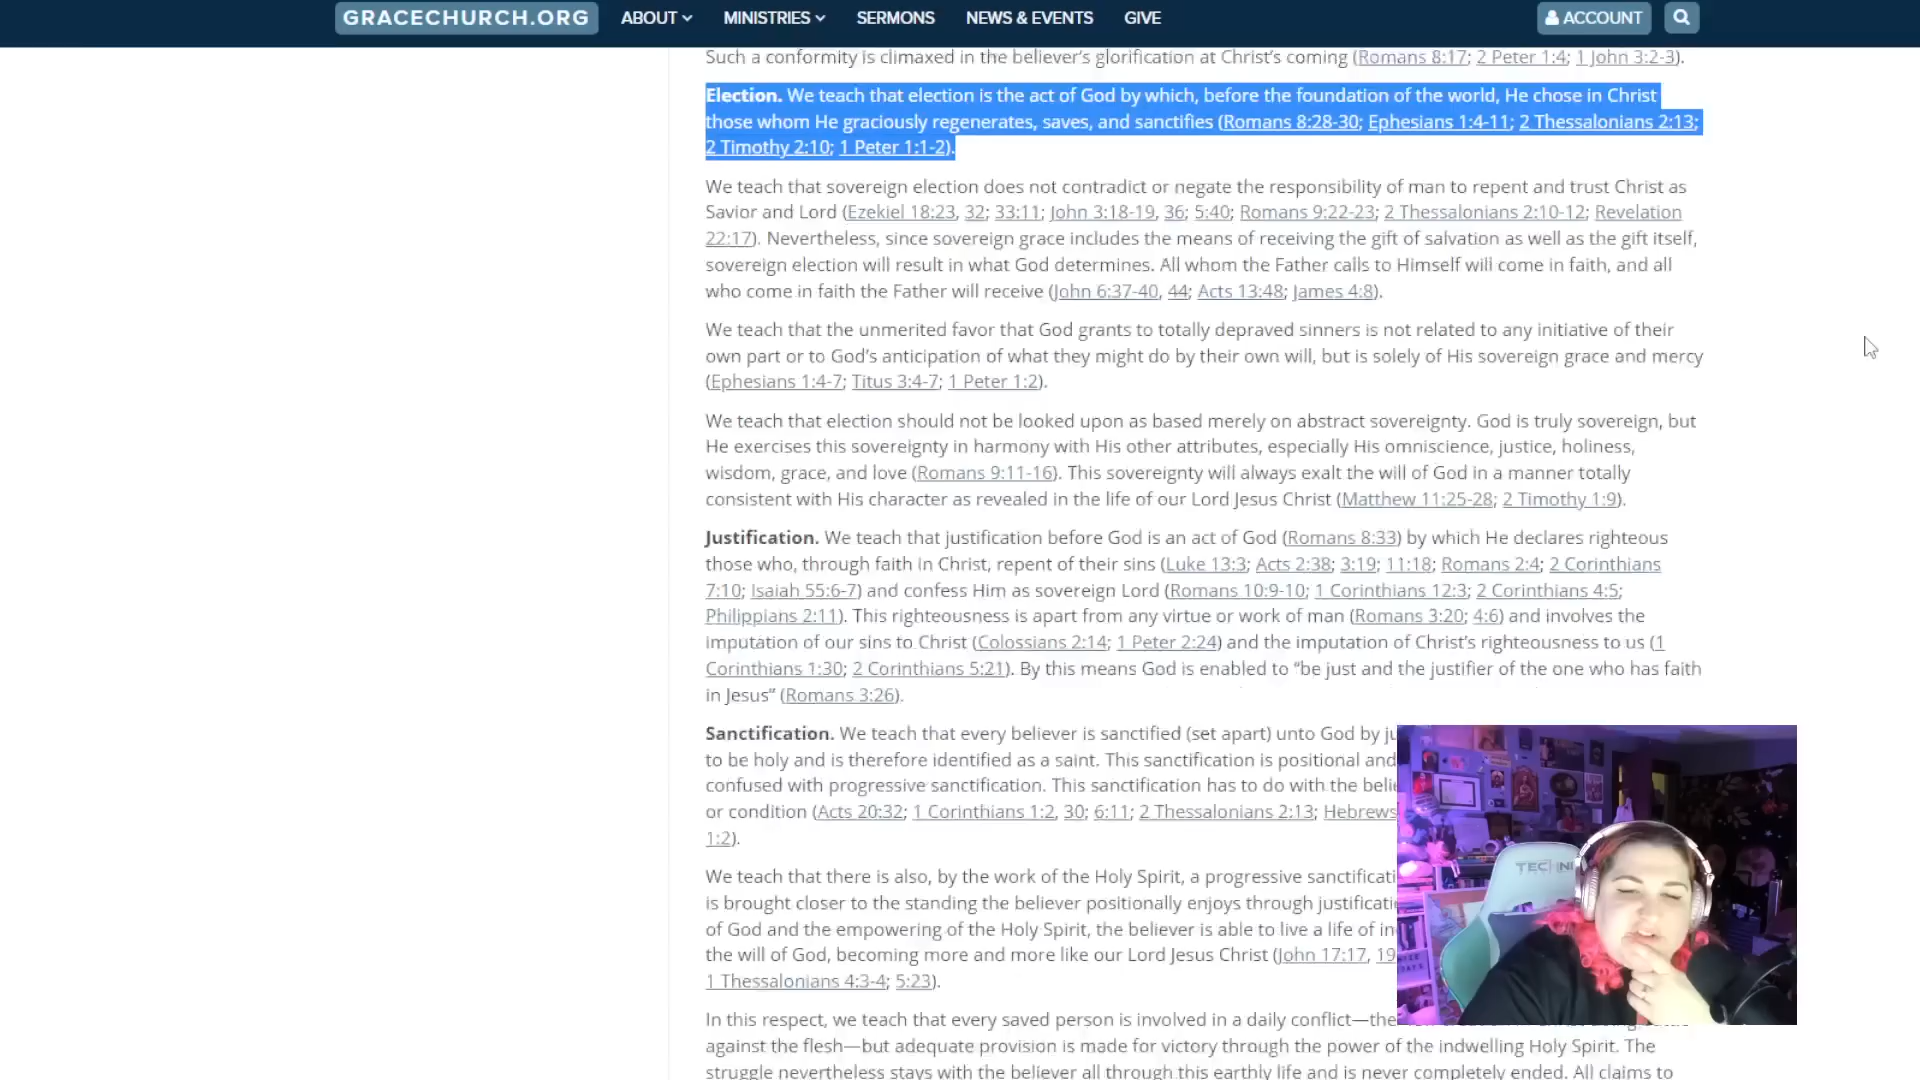 GRACECHURCH.ORG ABOUT MINISTRIES SERMONS NEWS & EVENTS GIVE ACCOUNT
Such a conformity is climaxed in the believer's glorification at Christ's coming (Romans 8:17; 2 Peter 1:4; 1 John 3:2-3).
Election. We teach that election is the act of God by which, before the foundation of the world, He chose in Christ
those whom He graciously regenerates, saves, and sanctifies (Romans 8:28-30; Ephesians 1:4-11; 2 Thessalonians 2:13;
2 Timothy 2:10; 1 Peter 1:1-2).
We teach that sovereign election does not contradict or negate the responsibility of man to repent and trust Christ as
Savior and Lord (Ezekiel 18:23, 32; 33:11; John 3:18-19, 36; 5:40; Romans 9:22-23; 2 Thessalonians 2:10-12; Revelation
22:17). Nevertheless, since sovereign grace includes the means of receiving the gift of salvation as well as the gift itself,
sovereign election will result in what God determines. All whom the Father calls to Himself will come in faith, and all
who come in faith the Father will receive (John 6:37-40, 44; Acts 13:48; James 4:8).
We teach that the unmerited favor that God grants to totally depraved sinners is not related to any initiative of their
own part or to God's anticipation of what they might do by their own will, but is solely of His sovereign grace and mercy
(Ephesians 1:4-7; Titus 3:4-7; 1 Peter 1:2).
We teach that election should not be looked upon as based merely on abstract sovereignty. God is truly sovereign, but
He exercises this sovereignty in harmony with His other attributes, especially His omniscience, justice, holiness,
wisdom, grace, and love (Romans 9:11-16). This sovereignty will always exalt the will of God in a manner totally
consistent with His character as revealed in the life of our Lord Jesus Christ (Matthew 11:25-28; 2 Timothy 1:9).
Justification. We teach that justification before God is an act of God (Romans 8:33) by which He declares righteous
those who, through faith in Christ, repent of their sins (Luke 13:3; Acts 2:38; 3:19; 11:18; Romans 2:4; 2 Corinthians
7:10; Isaiah 55:6-7) and confess Him as sovereign Lord (Romans 10:9-10; 1 Corinthians 12:3; 2 Corinthians 4:5;
Philippians 2:11). This righteousness is apart from any virtue or work of man (Romans 3:20; 4:6) and involves the
imputation of our sins to Christ (Colossians 2:14; 1 Peter 2:24) and the imputation of Christ's righteousness to us (1
Corinthians 1:30; 2 Corinthians 5:21). By this means God is enabled to "be just and the justifier of the one who has faith
in Jesus" (Romans 3:26).
Sanctification. We teach that every believer is sanctified (set apart) unto God by ju
to be holy and is therefore identified as a saint. This sanctification is positional and
confused with progressive sanctification. This sanctification has to do with the beli
or condition (Acts 20:32; 1 Corinthians 1:2, 30; 6:11; 2 Thessalonians 2:13; Hebrews
1:2).
We teach that there is also, by the work of the Holy Spirit, a progressive sanctificati
is brought closer to the standing the believer positionally enjoys through justificati
of God and the empowering of the Holy Spirit, the believer is able to live a life of in
the will of God, becoming more and more like our Lord Jesus Christ (John 17:17, 19
1 Thessalonians 4:3-4; 5:23).
In this respect, we teach that every saved person is involved in a daily conflict—the
against the flesh—but adequate provision is made for victory through the power of the indwelling Holy Spirit. The
struggle nevertheless stays with the believer all through this earthly life and is never completely ended. All claims to
TECHNI